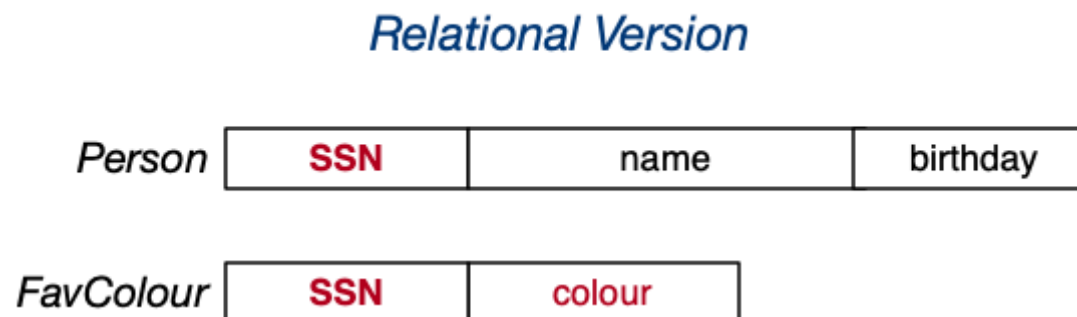 Relational Version
Person SSN name birthday
FavColour SSN colour